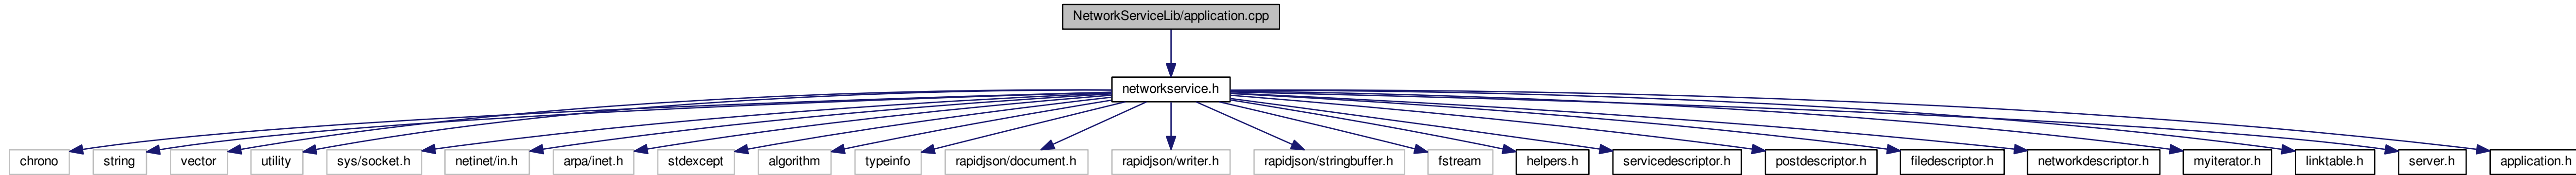 NetworkServiceLib/application.cpp
networkservice.h
chrono
string
vector
utility
sys/socket.h
netinet/in.h
arpa/inet.h
stdexcept
algorithm
typeinfo
rapidjson/document.h
rapidjson/writer.h
rapidjson/stringbuffer.h
fstream
helpers.h
servicedescriptor.h
postdescriptor.h
filedescriptor.h
networkdescriptor.h
myiterator.h
linktable.h
server.h
application.h